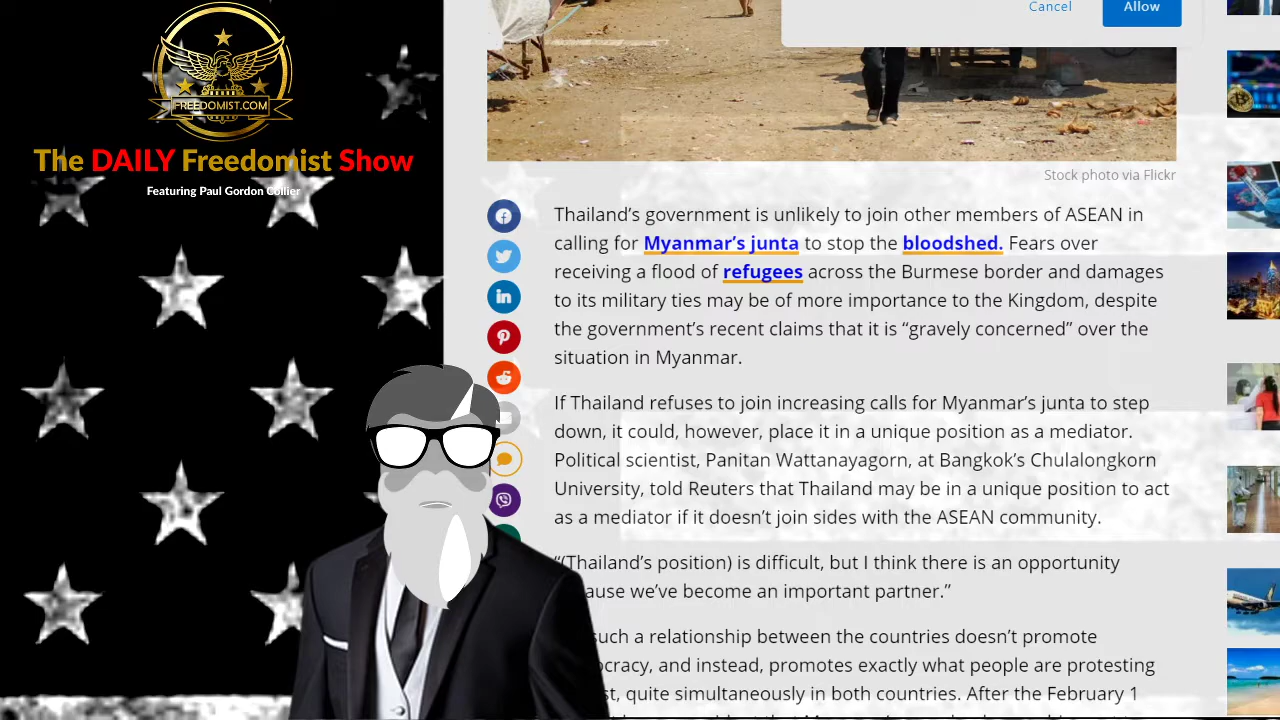 FREEDOMIST.COM
The DAILY Freedomist Show
Featuring Paul Gordon Collier
Cancel
Allow
Stock photo via Flickr
Thailand’s government is unlikely to join other members of ASEAN in
calling for Myanmar’s junta to stop the bloodshed. Fears over
receiving a flood of refugees across the Burmese border and damages
to its military ties may be of more importance to the Kingdom, despite
the government’s recent claims that it is “gravely concerned” over the
situation in Myanmar.
If Thailand refuses to join increasing calls for Myanmar’s junta to step
down, it could, however, place it in a unique position as a mediator.
Political scientist, Panitan Wattanayagorn, at Bangkok’s Chulalongkorn
University, told Reuters that Thailand may be in a unique position to act
as a mediator if it doesn’t join sides with the ASEAN community.
“(Thailand’s position) is difficult, but I think there is an opportunity
ause we’ve become an important partner.”
such a relationship between the countries doesn’t promote
ocracy, and instead, promotes exactly what people are protesting
st, quite simultaneously in both countries. After the February 1